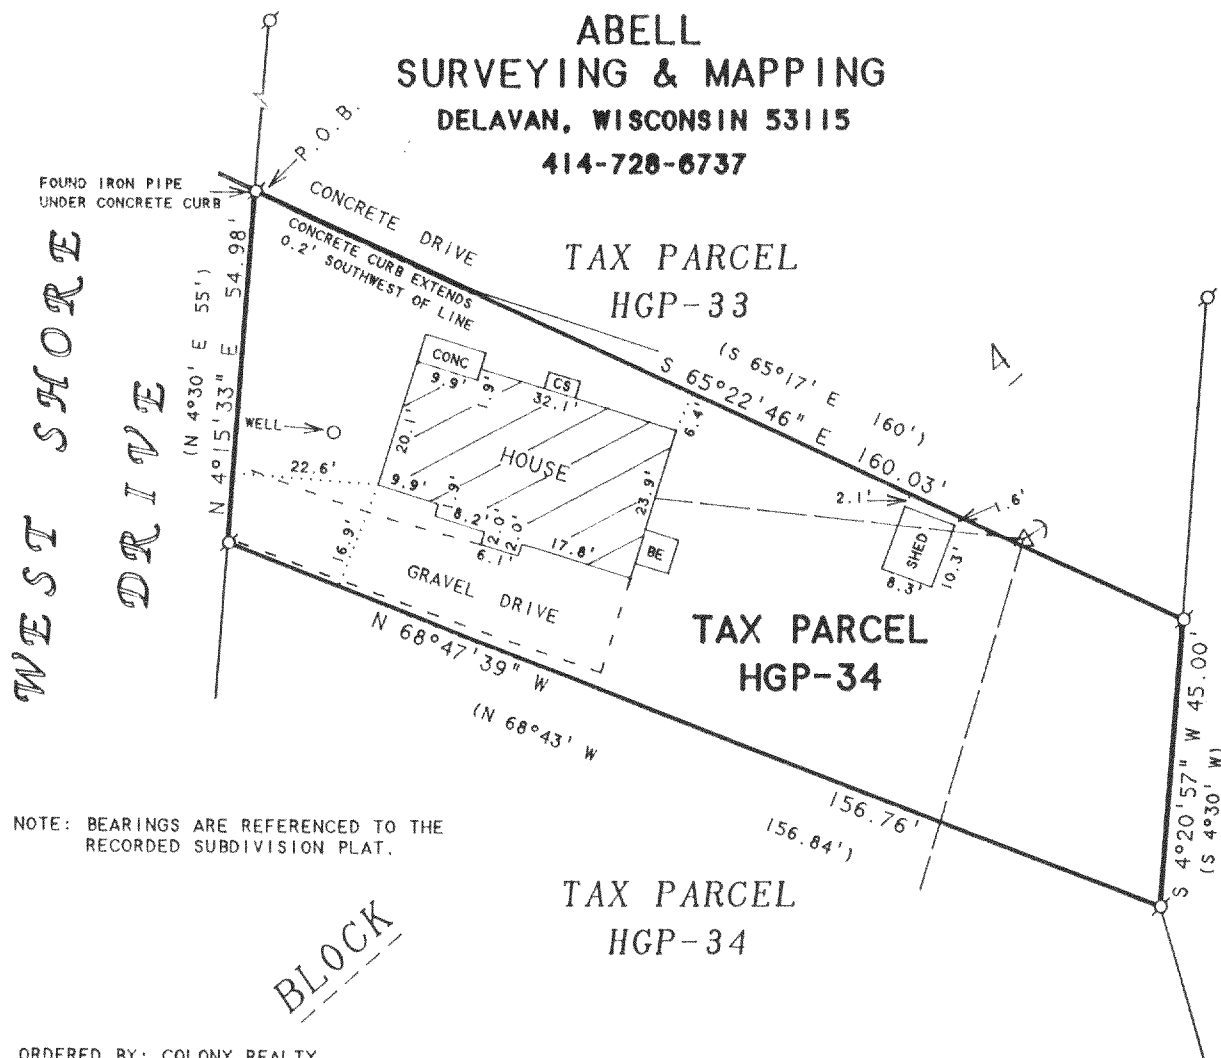 ABELL
SURVEYING & MAPPING
DELAVAN, WISCONSIN 53115
414-728-6737
P.O.B.
FOUND IRON PIPE
UNDER CONCRETE CURB
CONCRETE DRIVE
CONCRETE CURB EXTENDS
0.2' SOUTHWEST OF LINE
TAX PARCEL
HGP-33
WEST SHORE
DRIVE
(N 4°30' E 55')
N 4°15'33" E 54.98'
(S 65°17' E 160')
S 65°22'46" E 160.03'
4,
CONC
9.9'
1.9'
CS
32.1'
6.4'
20.1'
WELL
HOUSE
22.6'
9.9'
1.9'
8.2'
2.0'
2.0'
6.1'
17.8'
23.9'
BE
16.9'
GRAVEL DRIVE
2.1'
1.6'
SHED
8.3'
10.3'
TAX PARCEL
HGP-34
N 68°47'39" W 156.76'
(N 68°43' W 156.84')
S 4°20'57" W 45.00'
(S 4°30' W)
NOTE: BEARINGS ARE REFERENCED TO THE
RECORDED SUBDIVISION PLAT.
TAX PARCEL
HGP-34
BLOCK
ORDERED BY: COLONY REALTY